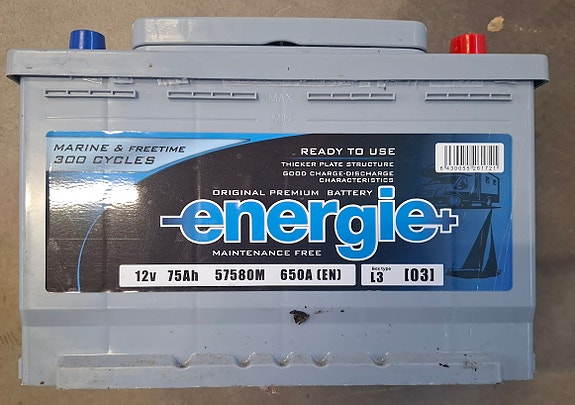 MAX
MIN
MARINE & FREETIME
300 CYCLES
READY TO USE
THICKER PLATE STRUCTURE
GOOD CHARGE-DISCHARGE
CHARACTERISTICS
8430055261721
ORIGINAL PREMIUM BATTERY
-energie+
MAINTENANCE FREE
12v 75Ah 57580M 650A (EN)
Box type
L3 [03]